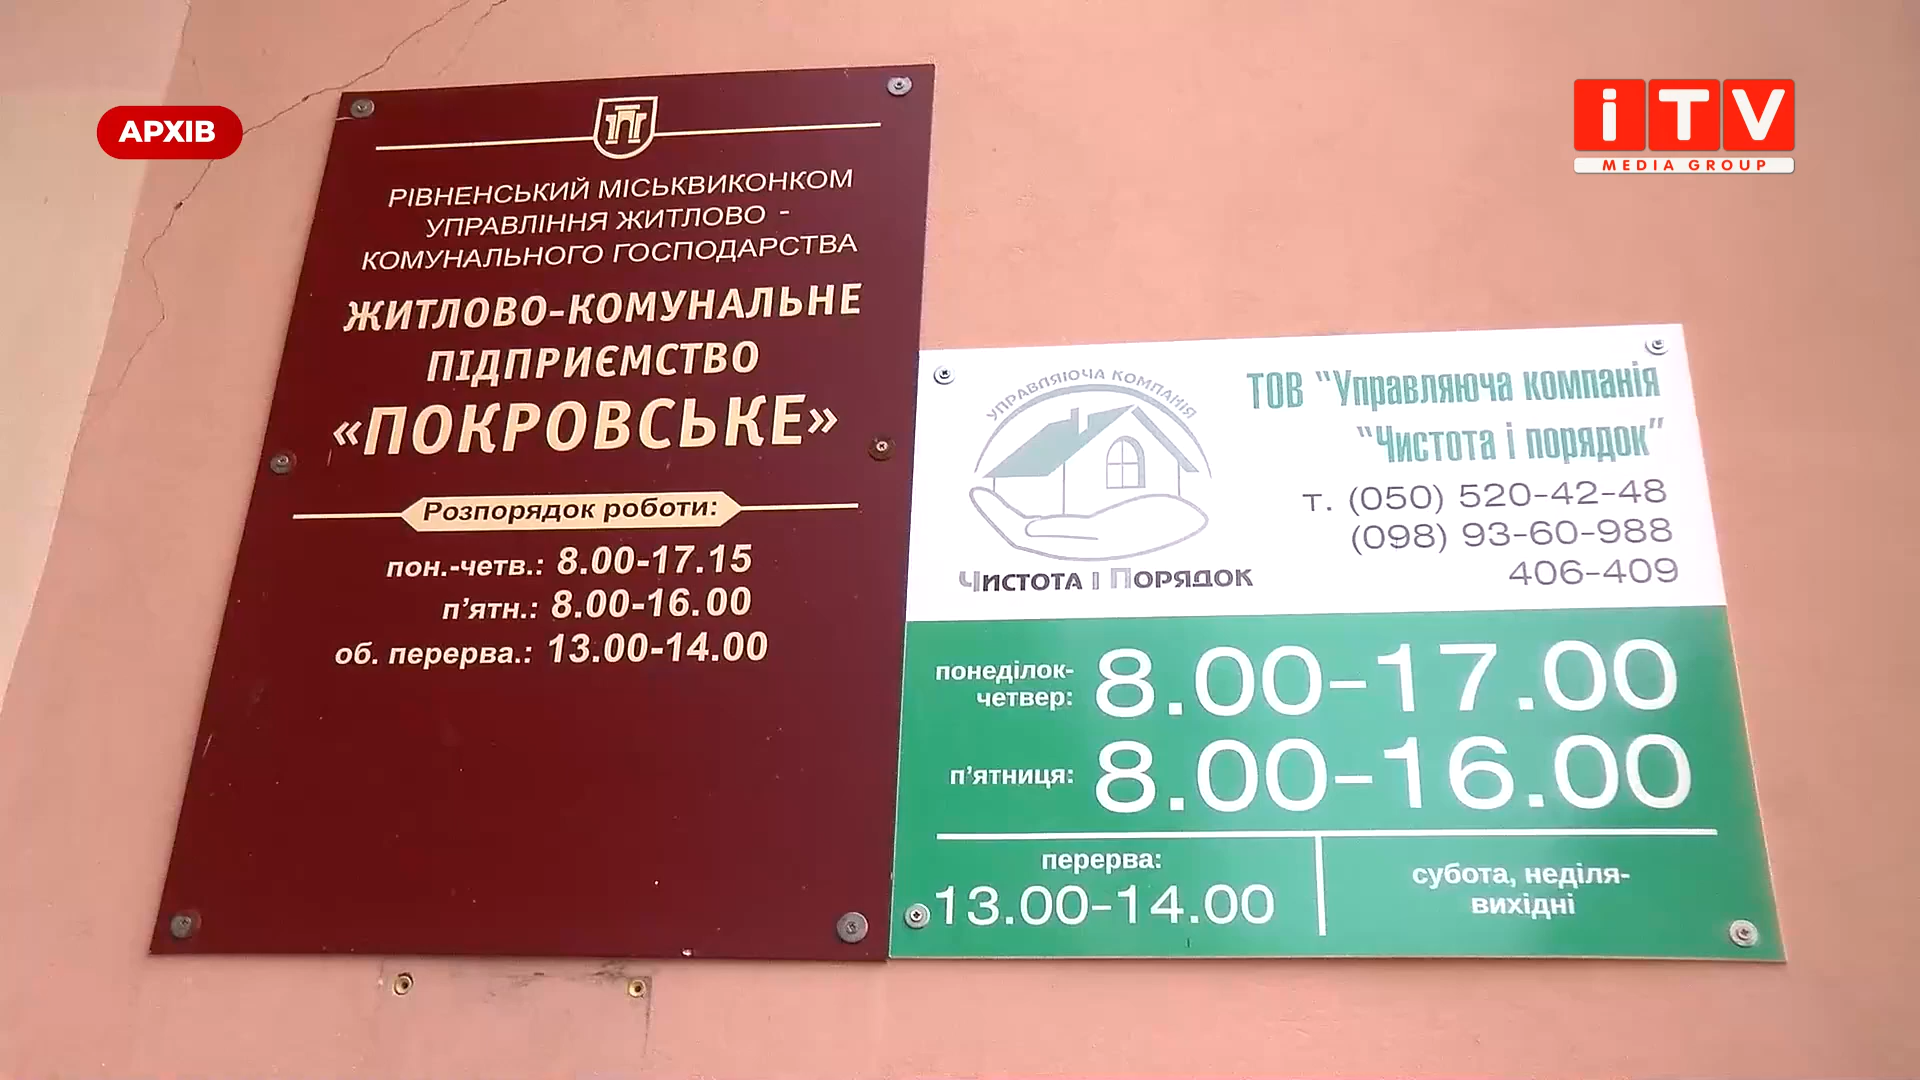 АРХІВ
iTV
MEDIA GROUP
РІВНЕНСЬКИЙ МІСЬКВИКОНКОМ
УПРАВЛІННЯ ЖИТЛОВО -
КОМУНАЛЬНОГО ГОСПОДАРСТВА
ЖИТЛОВО-КОМУНАЛЬНЕ
ПІДПРИЄМСТВО
«ПОКРОВСЬКЕ»
Розпорядок роботи:
пон.-четв.: 8.00-17.15
п’ятн.: 8.00-16.00
об. перерва.: 13.00-14.00
УПРАВЛЯЮЧА КОМПАНІЯ
ЧИСТОТА І ПОРЯДОК
ТОВ “Управляюча компанія
“Чистота і порядок”
т. (050) 520-42-48
(098) 93-60-988
406-409
понеділок-
четвер: 8.00-17.00
п’ятниця: 8.00-16.00
перерва:
13.00-14.00
субота, неділя-
вихідні